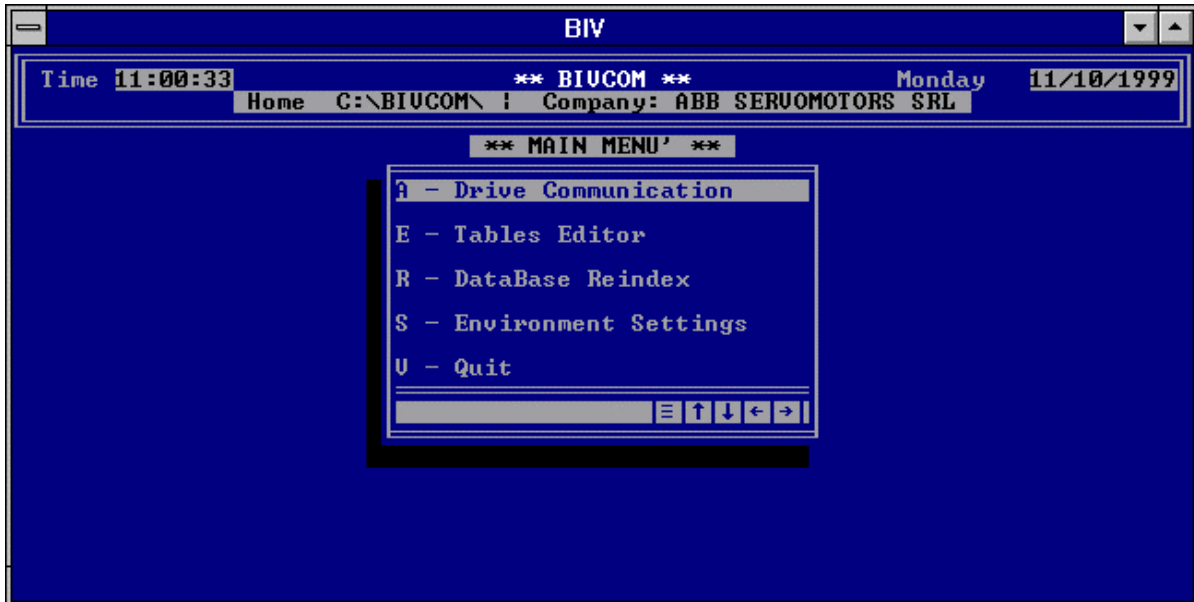 BIV
Time 11:00:33 ** BIVCOM ** Monday 11/10/1999
Home C:\BIVCOM\ ¦ Company: ABB SERVOMOTORS SRL
** MAIN MENU' **
A - Drive Communication
E - Tables Editor
R - DataBase Reindex
S - Environment Settings
V - Quit
≡ ↑ ↓ ← →